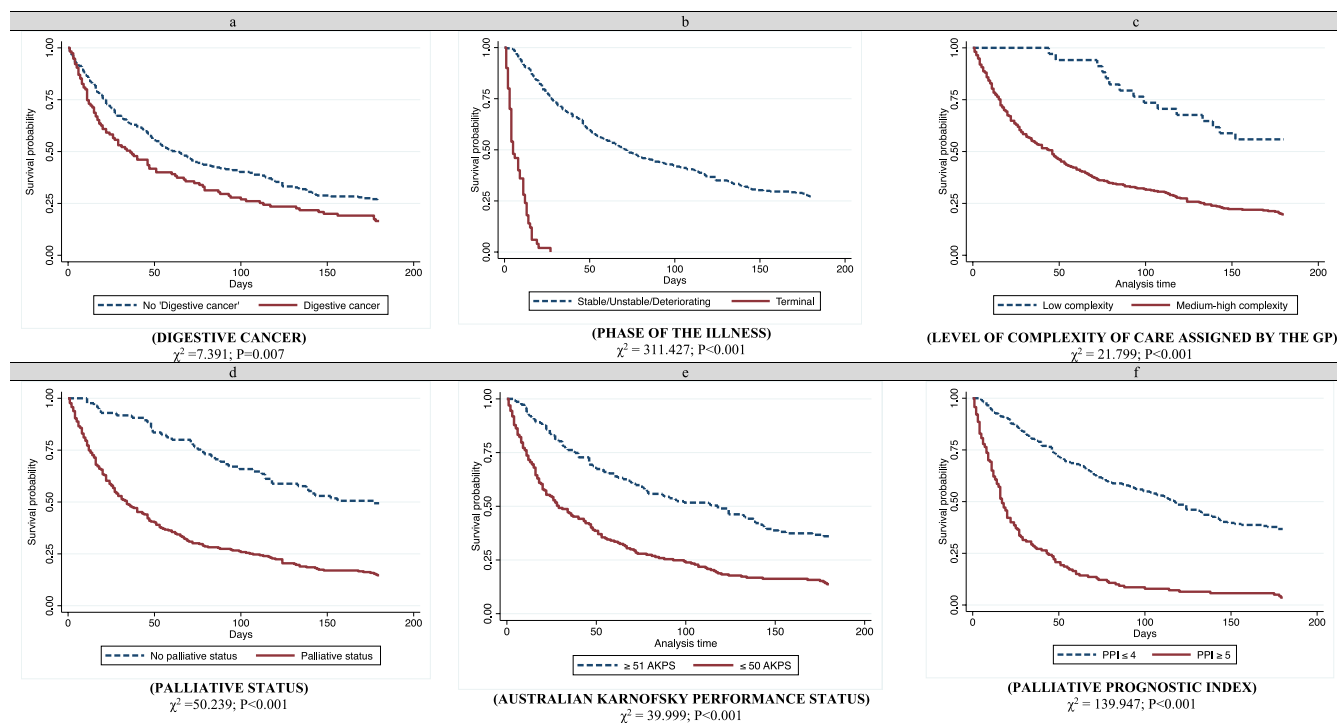 a b c
Survival probability
0.00 0.25 0.50 0.75 1.00
0 50 100 150 200
Days
No 'Digestive cancer' Digestive cancer
(DIGESTIVE CANCER)
χ² =7.391; P=0.007
Survival probability
0.00 0.25 0.50 0.75 1.00
0 50 100 150 200
Days
Stable/Unstable/Deteriorating Terminal
(PHASE OF THE ILLNESS)
χ² = 311.427; P<0.001
Survival probability
0.00 0.25 0.50 0.75 1.00
0 50 100 150 200
Analysis time
Low complexity Medium-high complexity
(LEVEL OF COMPLEXITY OF CARE ASSIGNED BY THE GP)
χ² = 21.799; P<0.001
d e f
Survival probability
0.00 0.25 0.50 0.75 1.00
0 50 100 150 200
Days
No palliative status Palliative status
(PALLIATIVE STATUS)
χ² =50.239; P<0.001
Survival probability
0.00 0.25 0.50 0.75 1.00
0 50 100 150 200
Analysis time
≥ 51 AKPS ≤ 50 AKPS
(AUSTRALIAN KARNOFSKY PERFORMANCE STATUS)
χ² = 39.999; P<0.001
Survival probability
0.00 0.25 0.50 0.75 1.00
0 50 100 150 200
Days
PPI ≤ 4 PPI ≥ 5
(PALLIATIVE PROGNOSTIC INDEX)
χ² = 139.947; P<0.001